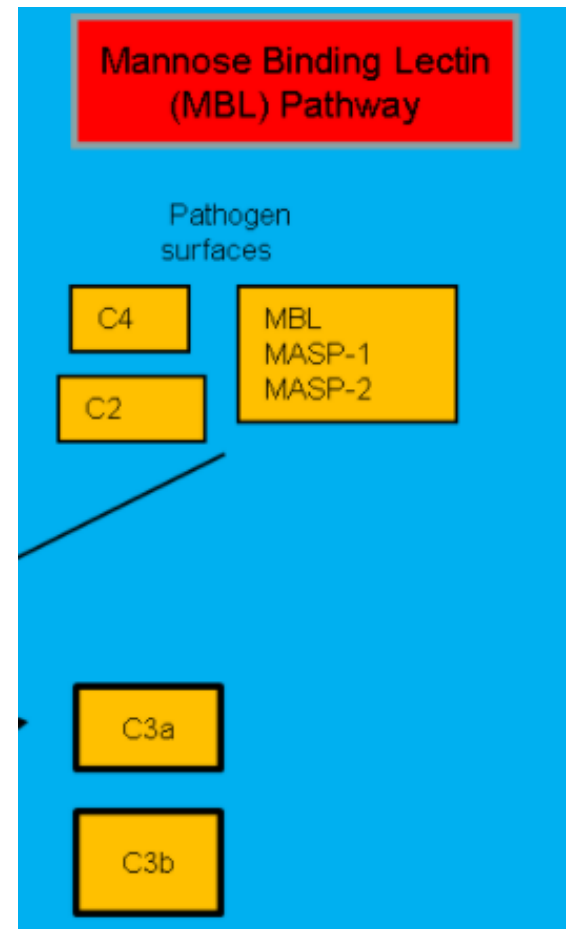 Mannose Binding Lectin
(MBL) Pathway
Pathogen
surfaces
C4
C2
MBL
MASP-1
MASP-2
C3a
C3b